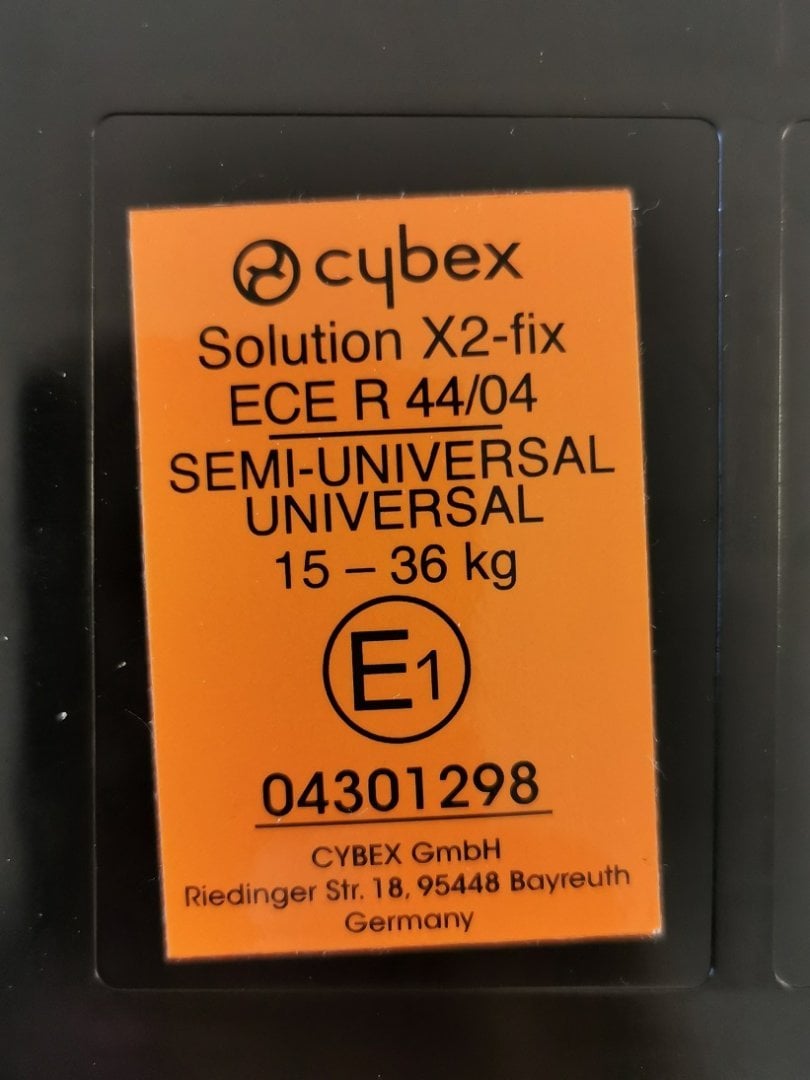 cybex
Solution X2-fix
ECE R 44/04
SEMI-UNIVERSAL
UNIVERSAL
15 – 36 kg
E1
04301298
CYBEX GmbH
Riedinger Str. 18, 95448 Bayreuth
Germany